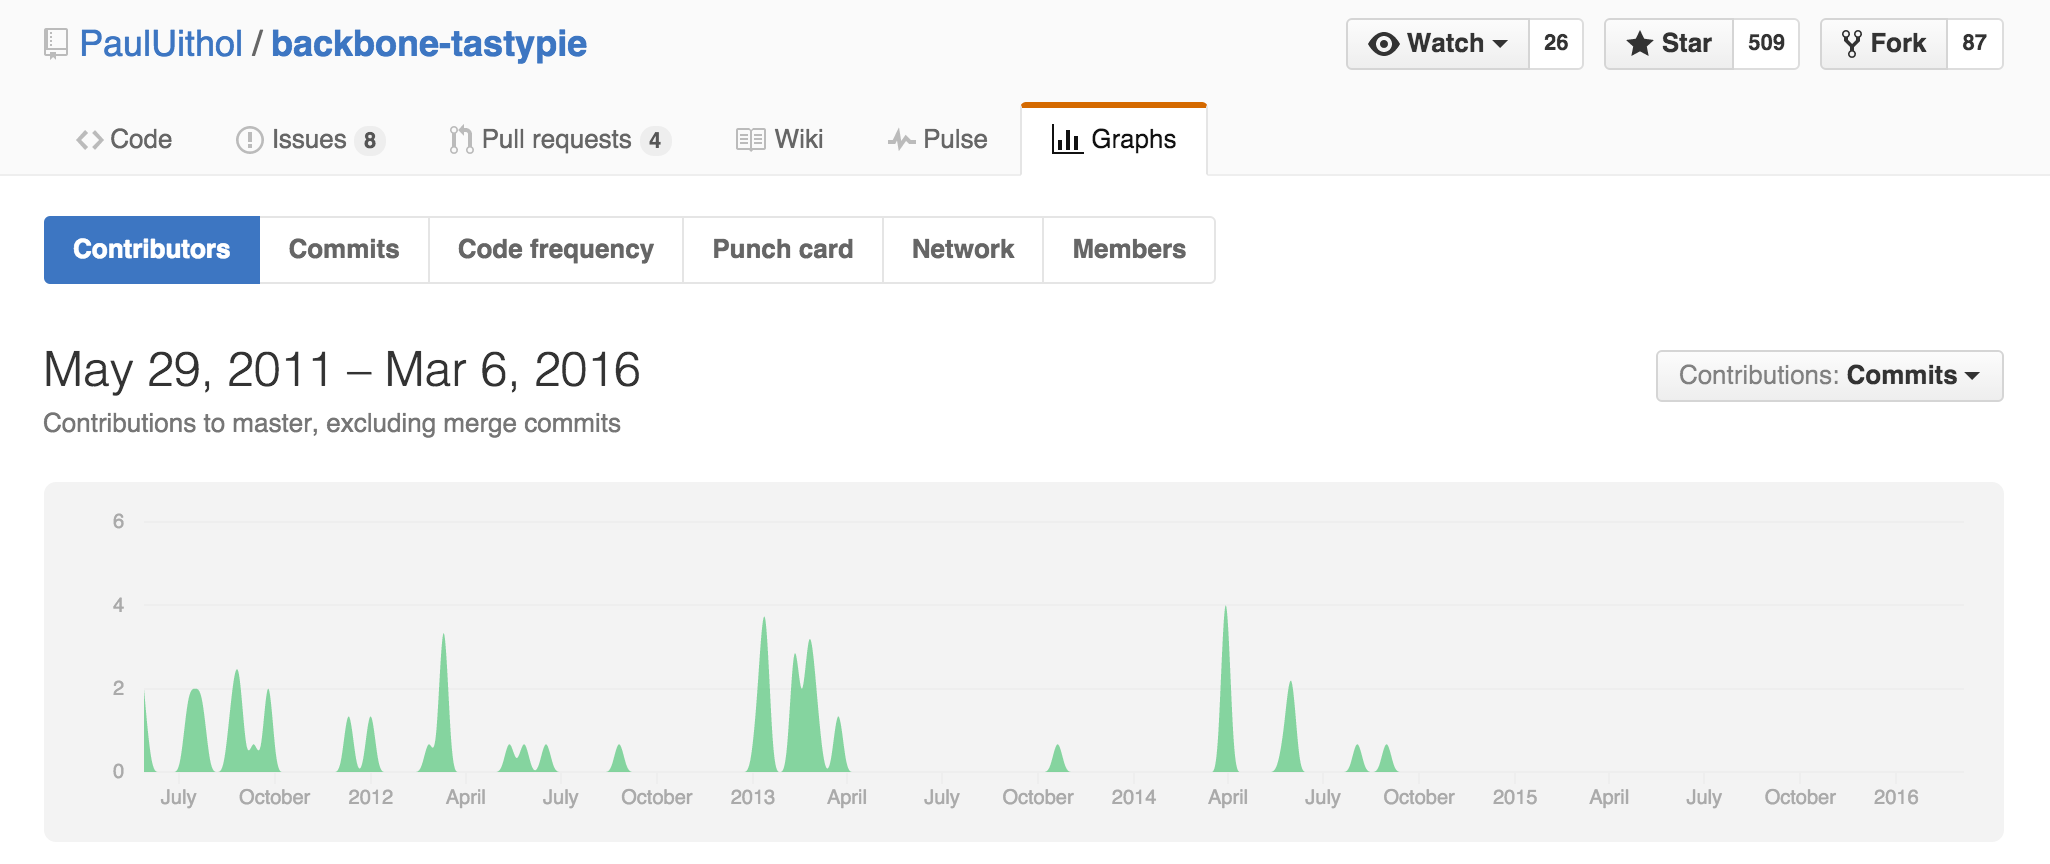 PaulUithol / backbone-tastypie
Watch 26 Star 509 Fork 87
Code Issues 8 Pull requests 4 Wiki Pulse Graphs
Contributors Commits Code frequency Punch card Network Members
May 29, 2011 – Mar 6, 2016
Contributions: Commits
Contributions to master, excluding merge commits
6
4
2
0
July October 2012 April July October 2013 April July October 2014 April July October 2015 April July October 2016